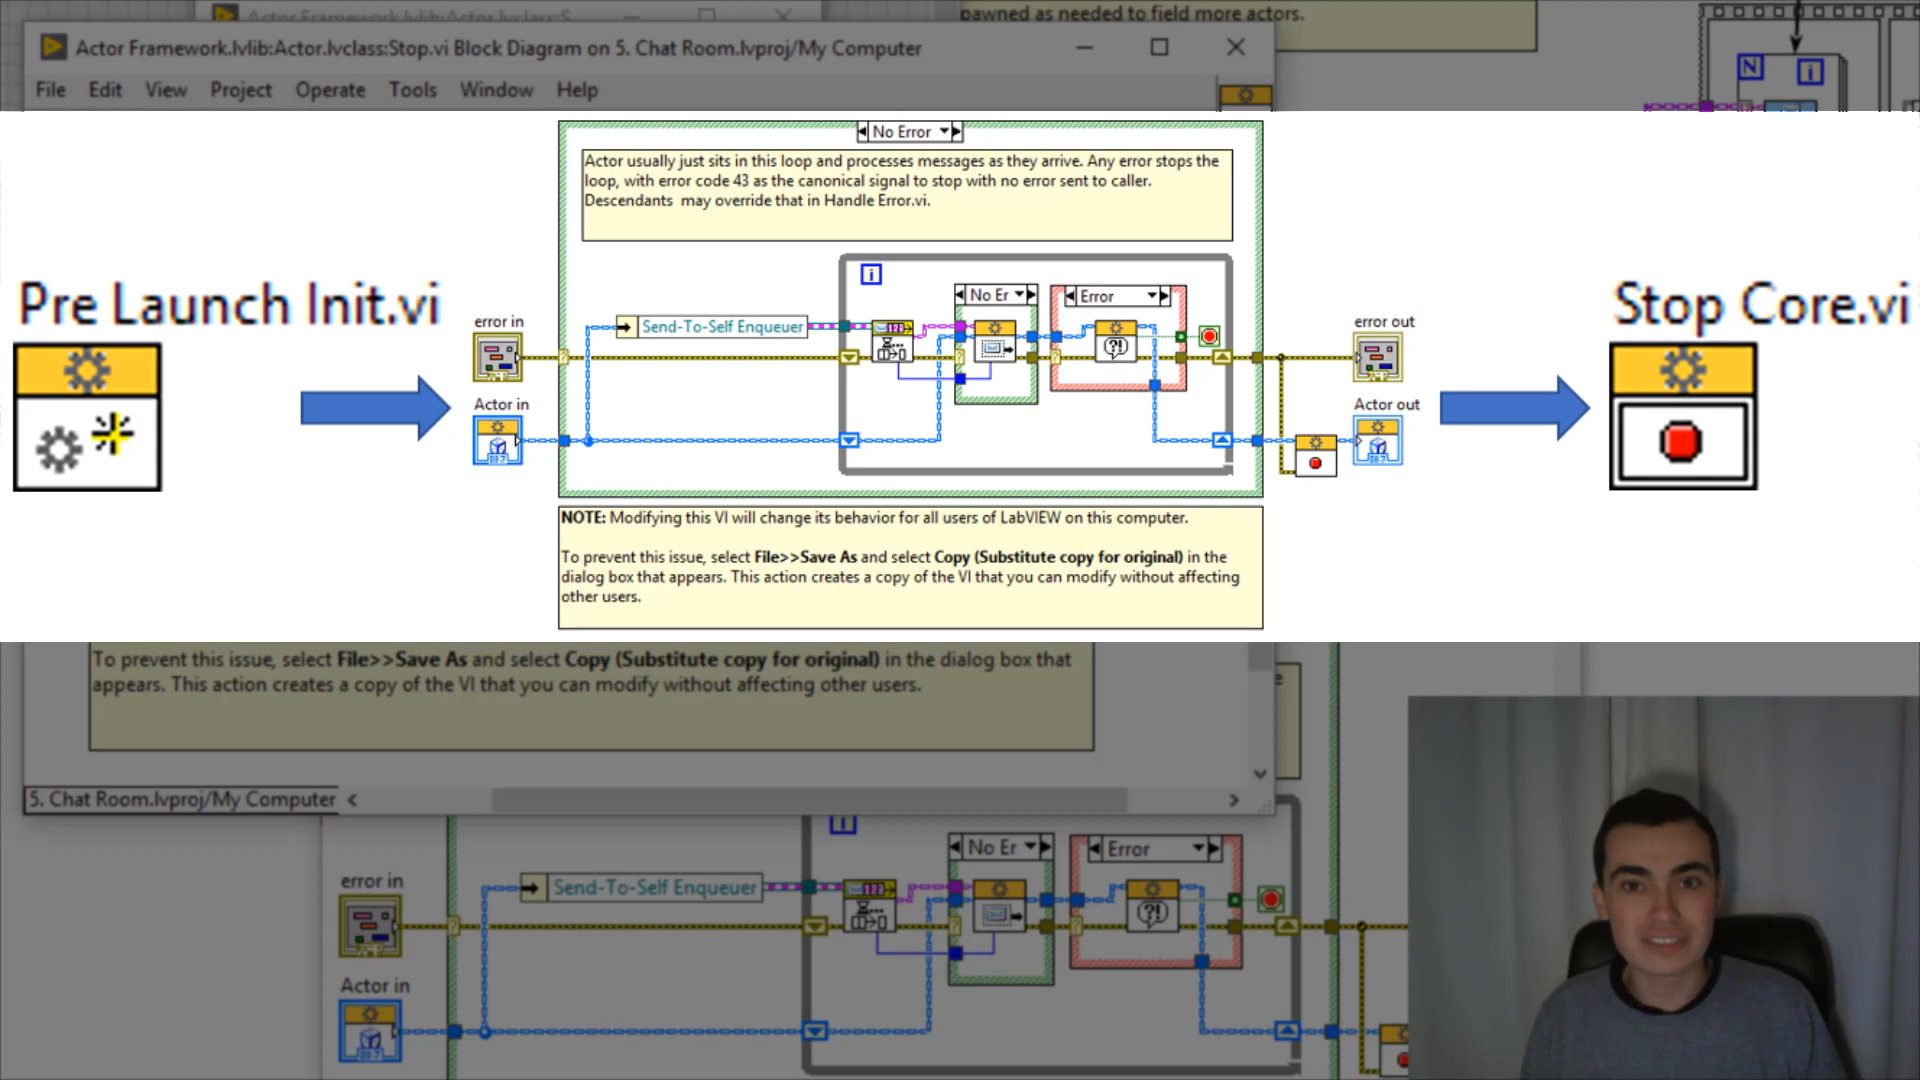 pawned as needed to field more actors.
Actor Framework.lvlib:Actor.lvclass:Stop.vi Block Diagram on 5. Chat Room.lvproj/My Computer
File Edit View Project Operate Tools Window Help
N
i
No Error
Actor usually just sits in this loop and processes messages as they arrive. Any error stops the
loop, with error code 43 as the canonical signal to stop with no error sent to caller.
Descendants may override that in Handle Error.vi.
Pre Launch Init.vi
i
No Er
Error
Send-To-Self Enqueuer
error in
Actor in
error out
Actor out
Stop Core.vi
NOTE: Modifying this VI will change its behavior for all users of LabVIEW on this computer.
To prevent this issue, select File>>Save As and select Copy (Substitute copy for original) in the
dialog box that appears. This action creates a copy of the VI that you can modify without affecting
other users.
To prevent this issue, select File>>Save As and select Copy (Substitute copy for original) in the dialog box that
appears. This action creates a copy of the VI that you can modify without affecting other users.
5. Chat Room.lvproj/My Computer
i
No Er
Error
Send-To-Self Enqueuer
error in
Actor in